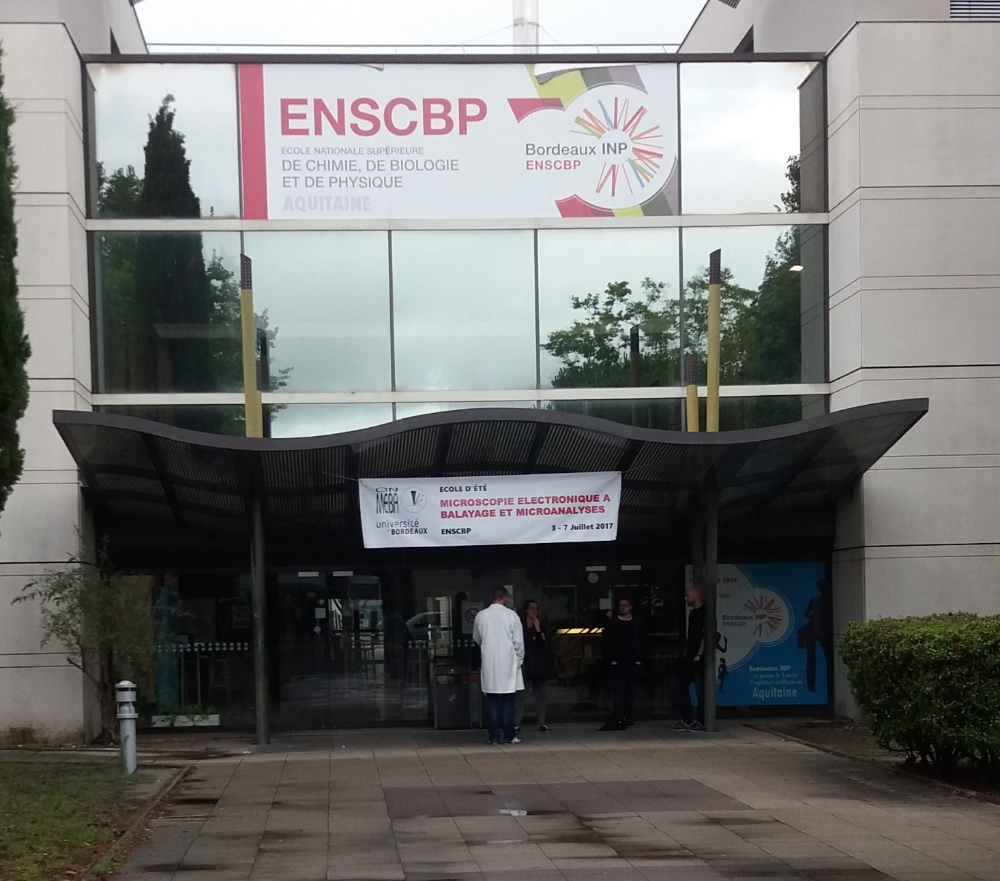 ENSCBP
ÉCOLE NATIONALE SUPÉRIEURE
DE CHIMIE, DE BIOLOGIE
ET DE PHYSIQUE
AQUITAINE
Bordeaux INP
ENSCBP
GN
MEBA
université
de BORDEAUX
ECOLE D'ÉTÉ
MICROSCOPIE ELECTRONIQUE A
BALAYAGE ET MICROANALYSES
ENSCBP
3 - 7 Juillet 2017
Bordeaux INP
ENSCBP
Bordeaux INP
Aquitaine